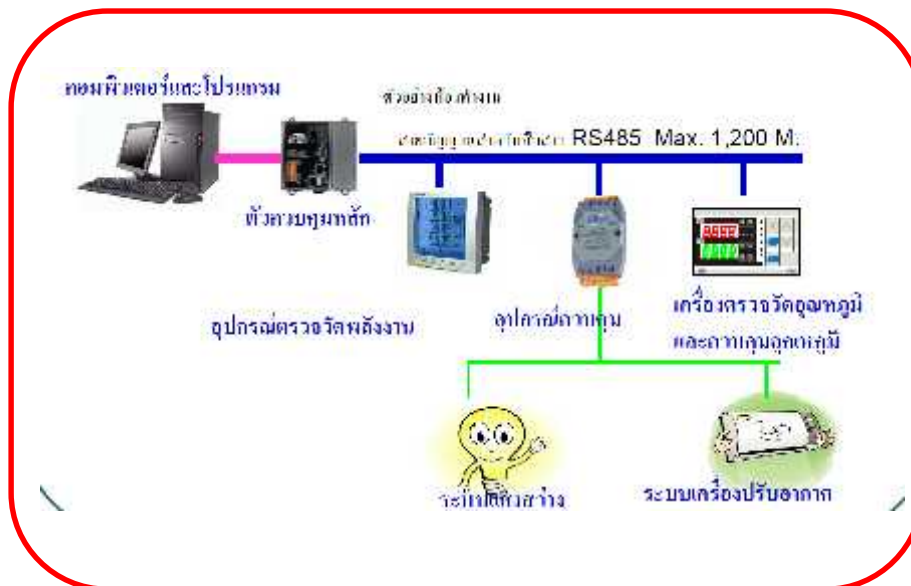 คอมพิวเตอร์และโปรแกรม
ตัวอย่าง
RS485 Max. 1,200 M.
ตัวควบคุมหลัก
อุปกรณ์ตรวจวัดพลังงาน
อุปกรณ์ควบคุม
เครื่องตรวจวัดอุณหภูมิ
และควบคุมอุณหภูมิ
ระบบแสงสว่าง
ระบบเครื่องปรับอากาศ